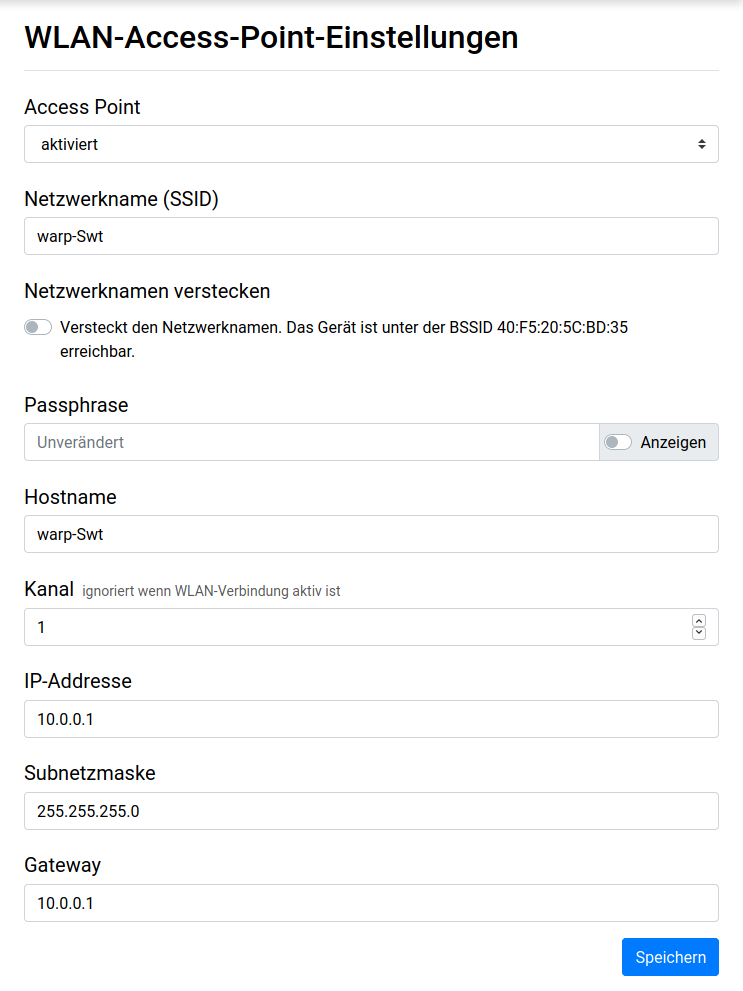 WLAN-Access-Point-Einstellungen
Access Point
aktiviert
Netzwerkname (SSID)
warp-Swt
Netzwerknamen verstecken
Versteckt den Netzwerknamen. Das Gerät ist unter der BSSID 40:F5:20:5C:BD:35
erreichbar.
Passphrase
Unverändert Anzeigen
Hostname
warp-Swt
Kanal ignoriert wenn WLAN-Verbindung aktiv ist
1
IP-Addresse
10.0.0.1
Subnetzmaske
255.255.255.0
Gateway
10.0.0.1
Speichern